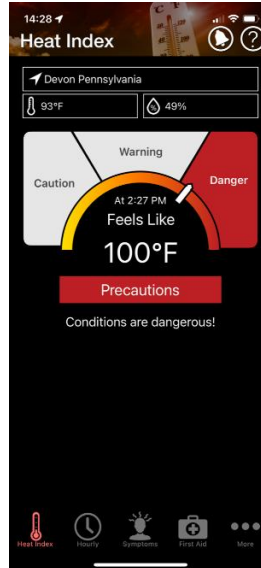 14:28
Heat Index
Devon Pennsylvania
93°F
49%
Warning
Caution
Danger
At 2:27 PM
Feels Like
100°F
Precautions
Conditions are dangerous!
Heat Index
Hourly
Symptoms
First Aid
More